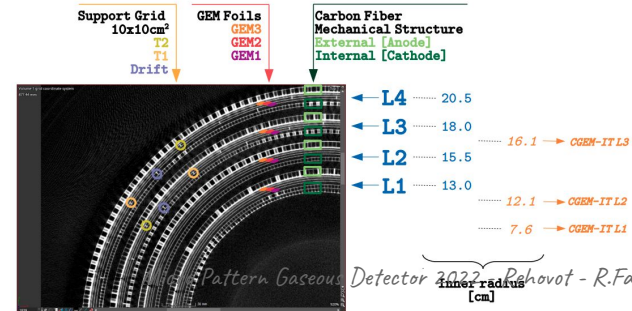 Support Grid
10x10cm²
T2
T1
Drift
GEM Foils
GEM3
GEM2
GEM1
Carbon Fiber
Mechanical Structure
External [Anode]
Internal [Cathode]
L4 20.5
L3 18.0
16.1 CGEM-IT L3
L2 15.5
L1 13.0
12.1 CGEM-IT L2
7.6 CGEM-IT L1
Pattern Gaseous Detector 2022 - Rehovot - R.Fa
Inner radius
[cm]